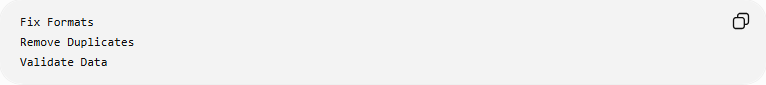 Fix Formats
Remove Duplicates
Validate Data